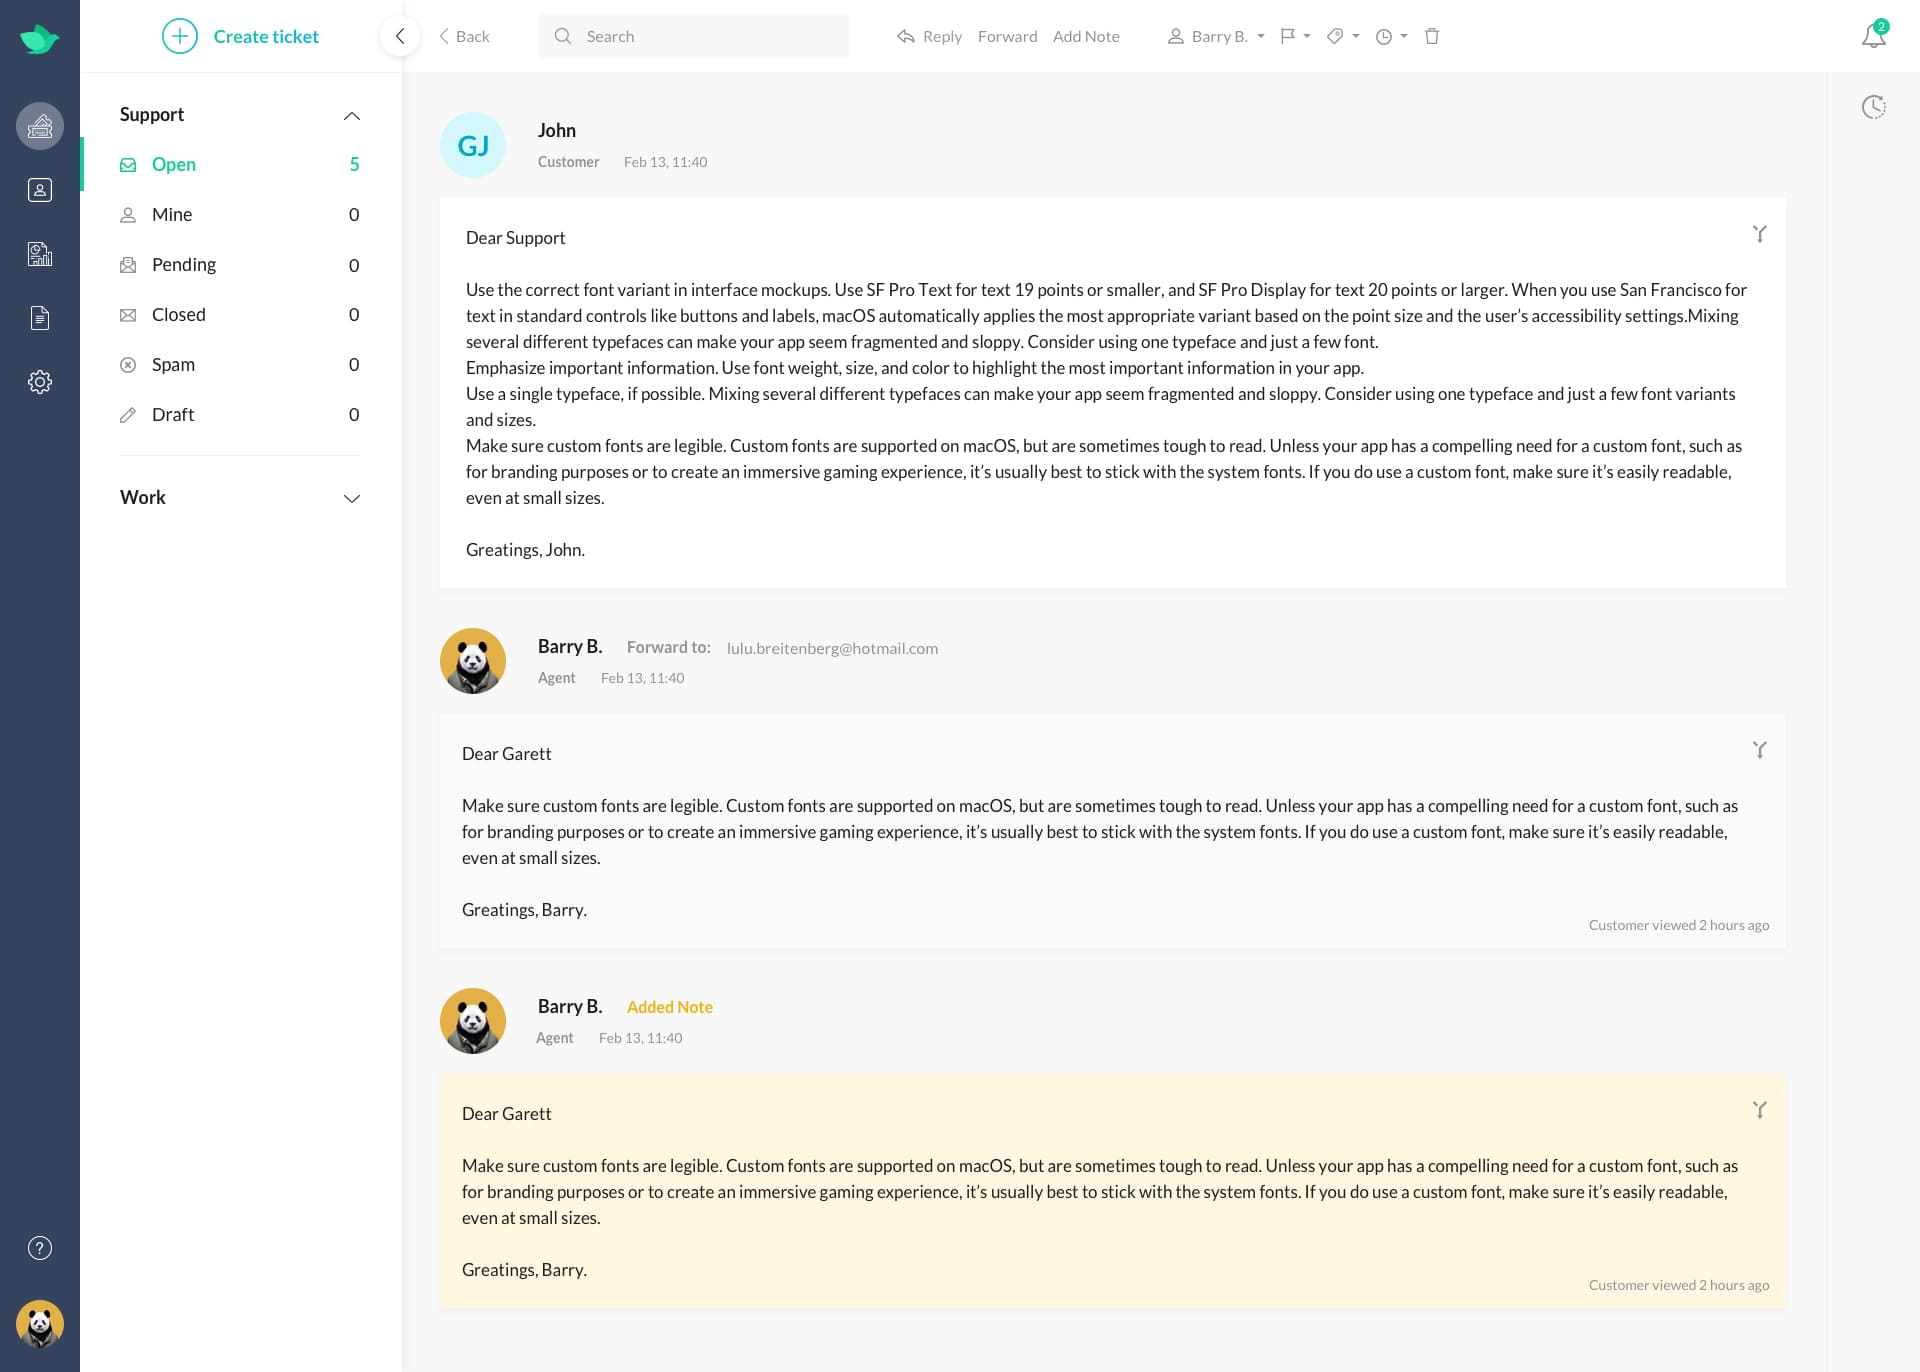 Create ticket
Back
Search
Reply
Forward
Add Note
Barry B.
2
Support
Open 5
Mine 0
Pending 0
Closed 0
Spam 0
Draft 0
Work
?
GJ
John
Customer Feb 13, 11:40
Dear Support
Use the correct font variant in interface mockups. Use SF Pro Text for text 19 points or smaller, and SF Pro Display for text 20 points or larger. When you use San Francisco for
text in standard controls like buttons and labels, macOS automatically applies the most appropriate variant based on the point size and the user’s accessibility settings.Mixing
several different typefaces can make your app seem fragmented and sloppy. Consider using one typeface and just a few font.
Emphasize important information. Use font weight, size, and color to highlight the most important information in your app.
Use a single typeface, if possible. Mixing several different typefaces can make your app seem fragmented and sloppy. Consider using one typeface and just a few font variants
and sizes.
Make sure custom fonts are legible. Custom fonts are supported on macOS, but are sometimes tough to read. Unless your app has a compelling need for a custom font, such as
for branding purposes or to create an immersive gaming experience, it’s usually best to stick with the system fonts. If you do use a custom font, make sure it’s easily readable,
even at small sizes.
Greatings, John.
Barry B. Forward to: lulu.breitenberg@hotmail.com
Agent Feb 13, 11:40
Dear Garett
Make sure custom fonts are legible. Custom fonts are supported on macOS, but are sometimes tough to read. Unless your app has a compelling need for a custom font, such as
for branding purposes or to create an immersive gaming experience, it’s usually best to stick with the system fonts. If you do use a custom font, make sure it’s easily readable,
even at small sizes.
Greatings, Barry.
Customer viewed 2 hours ago
Barry B. Added Note
Agent Feb 13, 11:40
Dear Garett
Make sure custom fonts are legible. Custom fonts are supported on macOS, but are sometimes tough to read. Unless your app has a compelling need for a custom font, such as
for branding purposes or to create an immersive gaming experience, it’s usually best to stick with the system fonts. If you do use a custom font, make sure it’s easily readable,
even at small sizes.
Greatings, Barry.
Customer viewed 2 hours ago